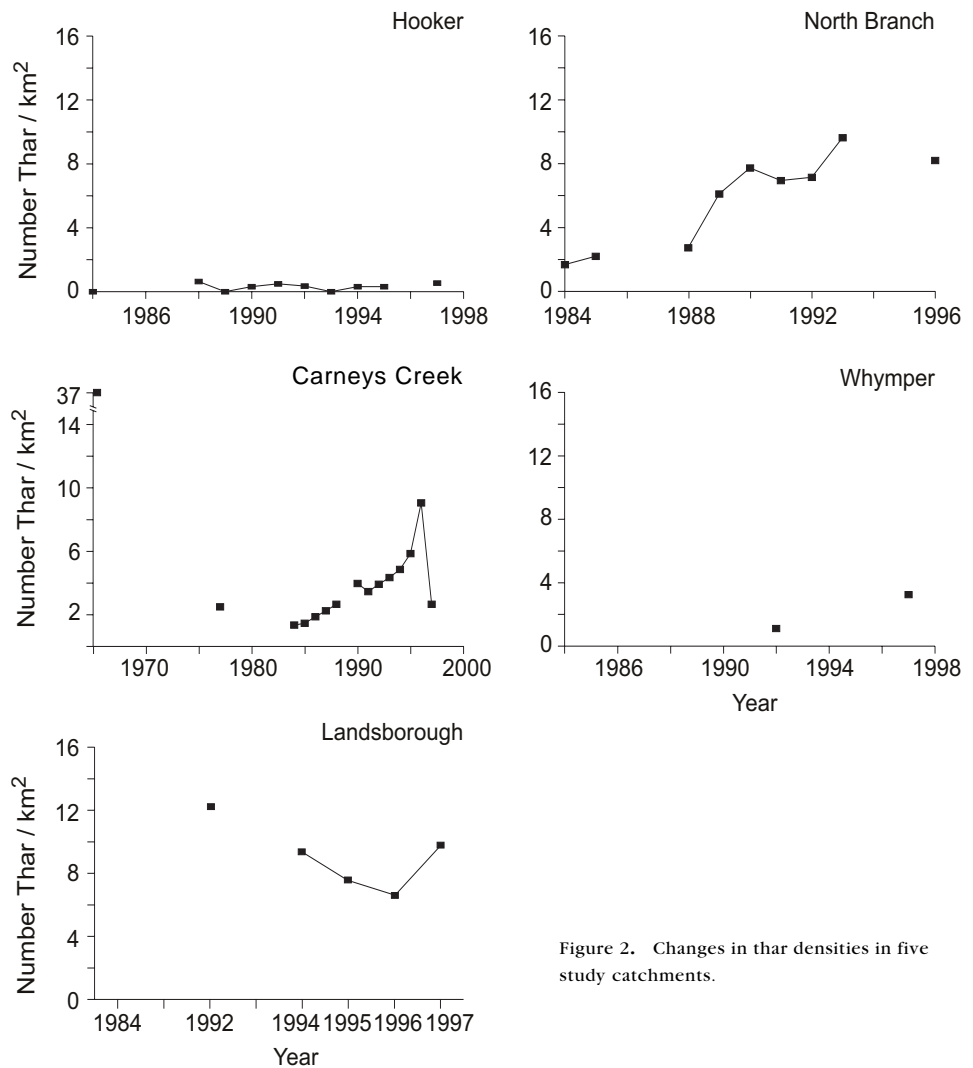 Hooker
Number Thar / km2
16
12
8
4
0
1986 1990 1994 1998
North Branch
16
12
8
4
0
1984 1988 1992 1996
Carneys Creek
Number Thar / km2
37
14
10
6
2
1970 1980 1990 2000
Whymper
16
12
8
4
0
1986 1990 1994 1998
Year
Landsborough
Number Thar / km2
16
12
8
4
0
1984 1992 1994 1995 1996 1997
Year
Figure 2. Changes in thar densities in five
study catchments.